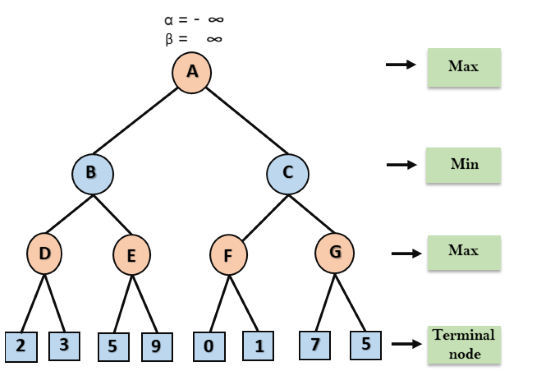 α = - ∞
β = ∞
A
Max
B
C
Min
D
E
F
G
Max
2 3 5 9 0 1 7 5
Terminal
node